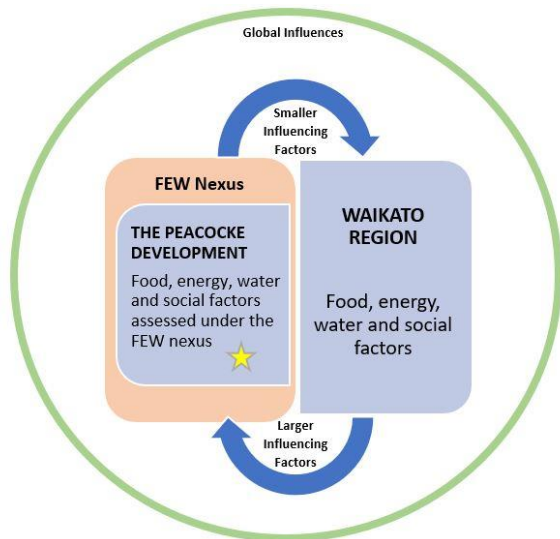 Global Influences
Smaller
Influencing
Factors
FEW Nexus
THE PEACOCKE
DEVELOPMENT
Food, energy, water
and social factors
assessed under the
FEW nexus
WAIKATO
REGION
Food, energy,
water and social
factors
Larger
Influencing
Factors